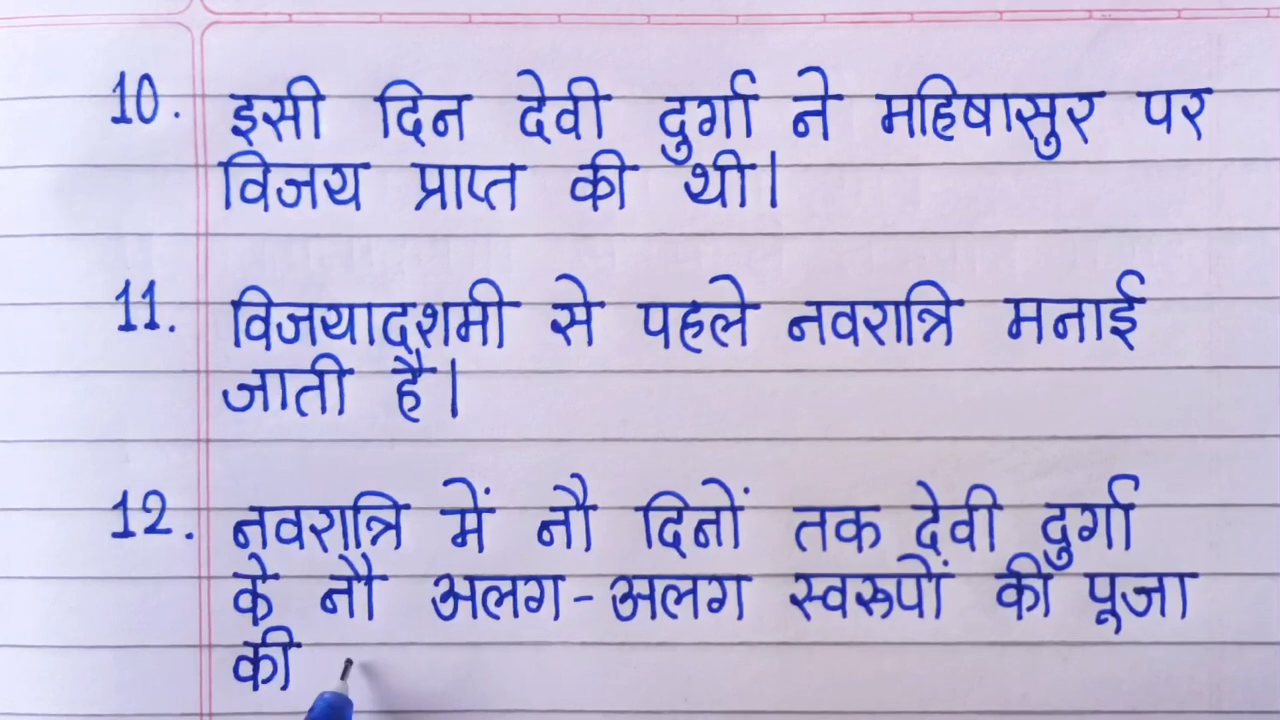 10. इसी दिन देवी दुर्गा ने महिषासुर पर
विजय प्राप्त की थी।
11. विजयादशमी से पहले नवरात्रि मनाई
जाती है।
12. नवरात्रि में नौ दिनों तक देवी दुर्गा
के नौ अलग-अलग स्वरूपों की पूजा
की